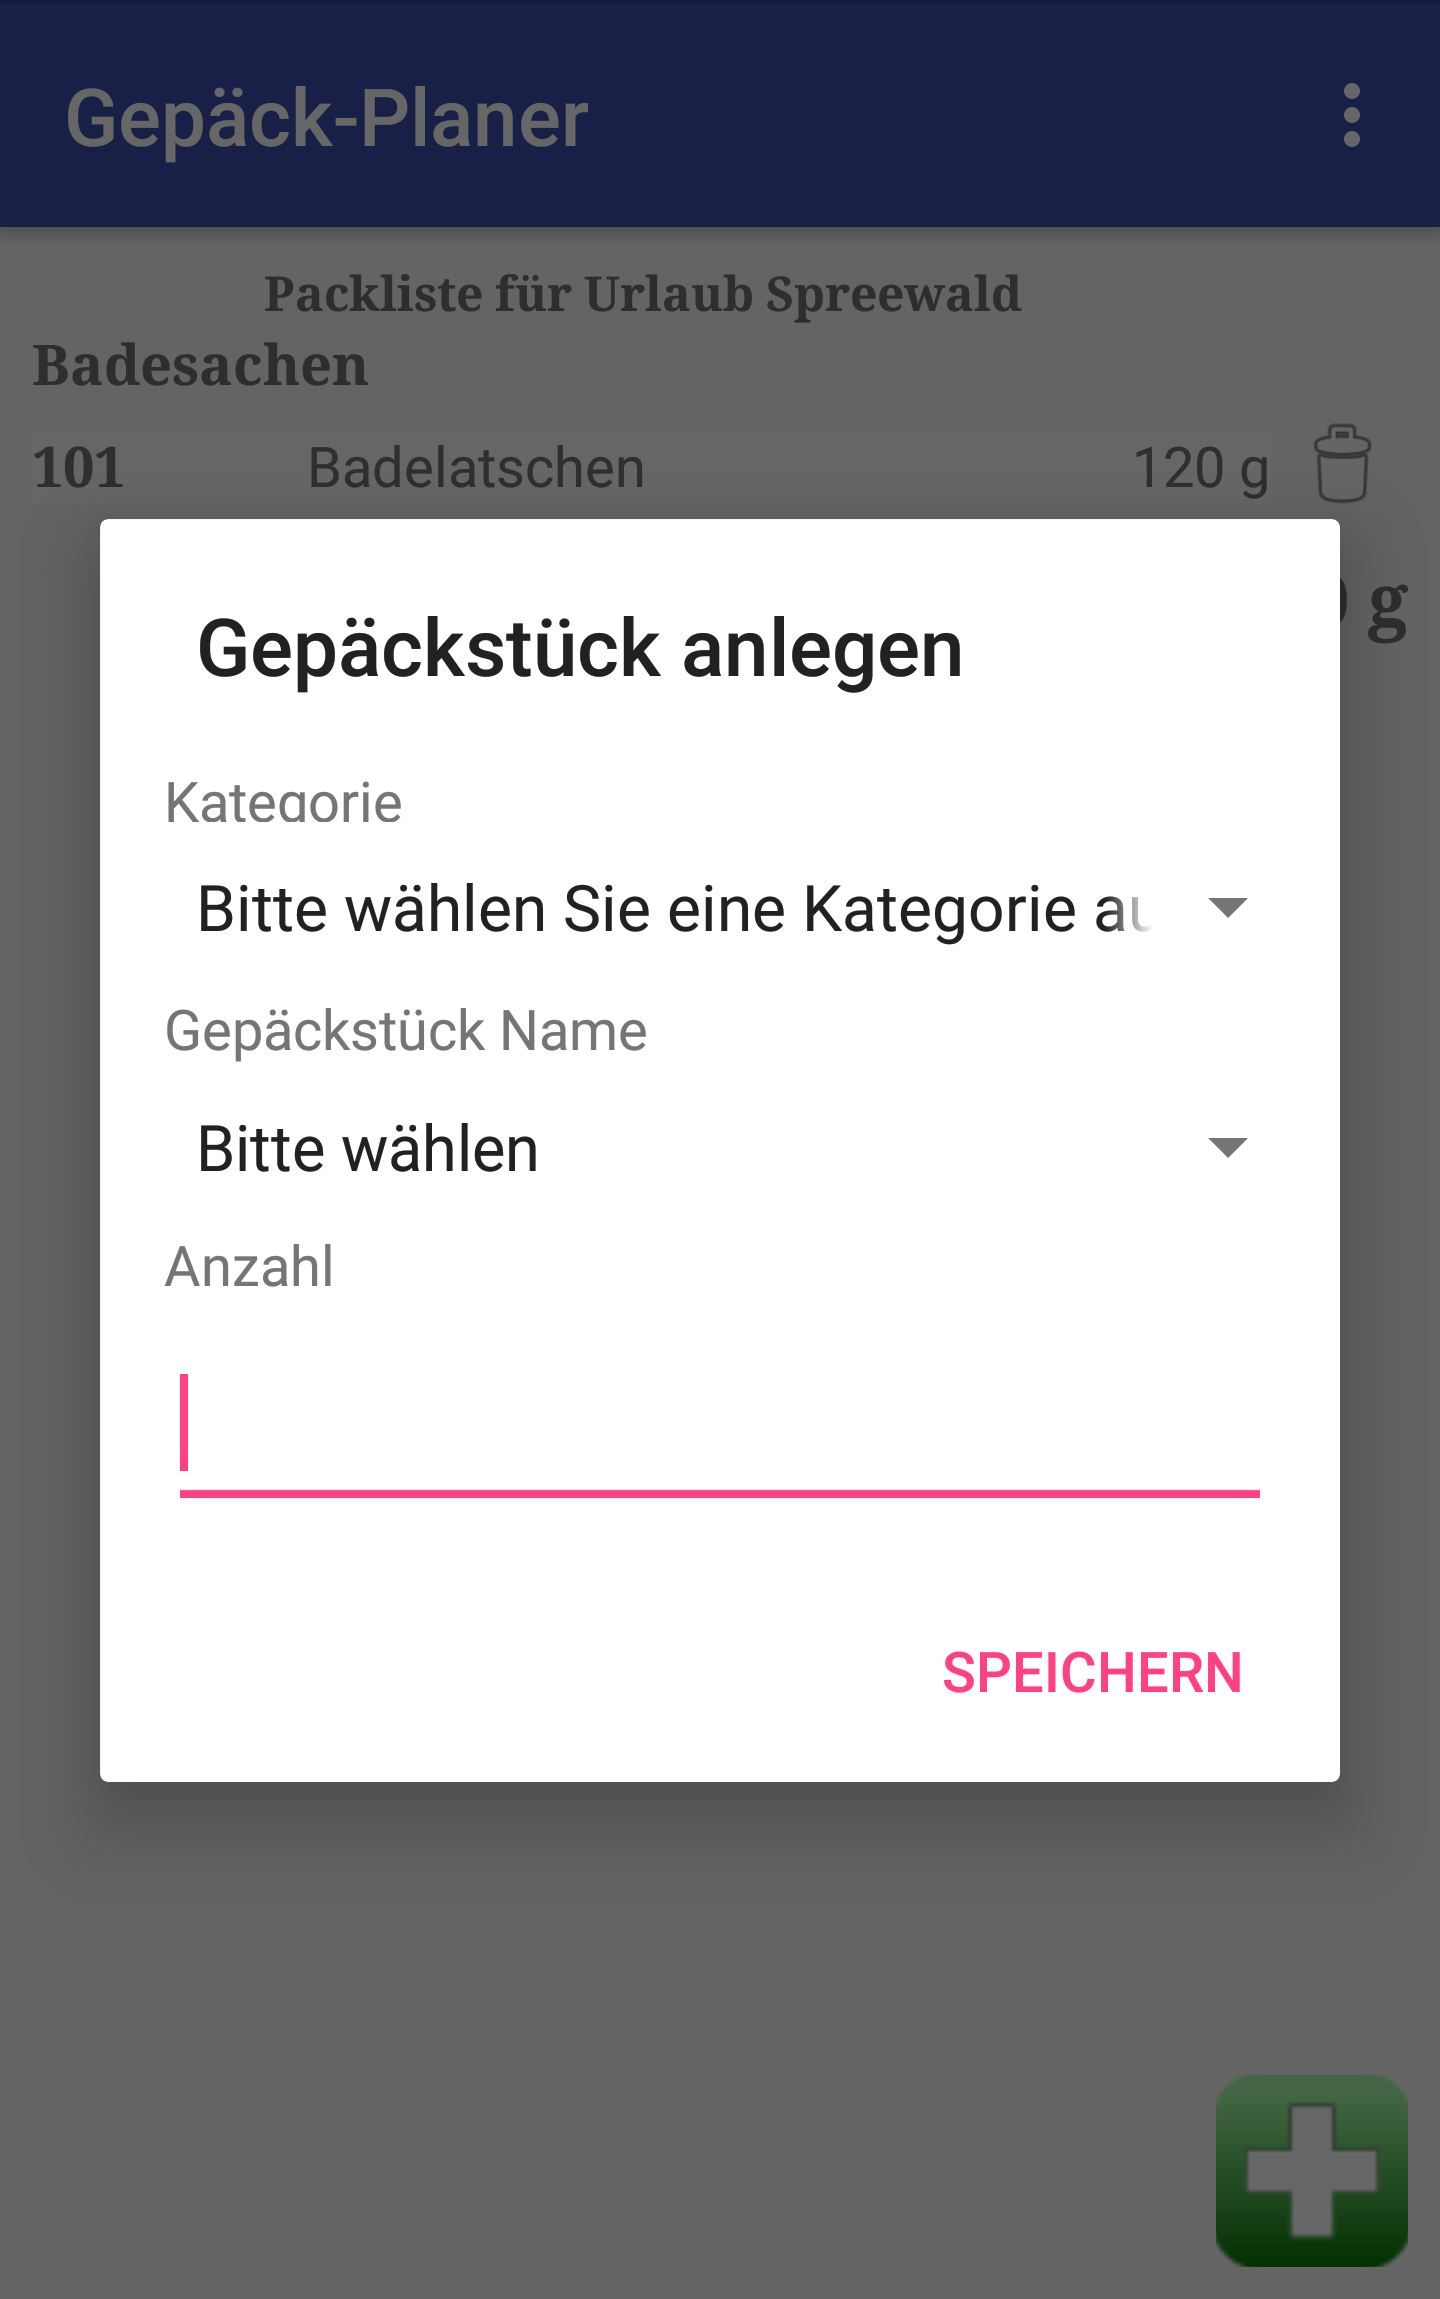 Gepäck-Planer
Packliste für Urlaub Spreewald
Badesachen
101 Badelatschen 120 g
g
Gepäckstück anlegen
Kategorie
Bitte wählen Sie eine Kategorie au
Gepäckstück Name
Bitte wählen
Anzahl
SPEICHERN